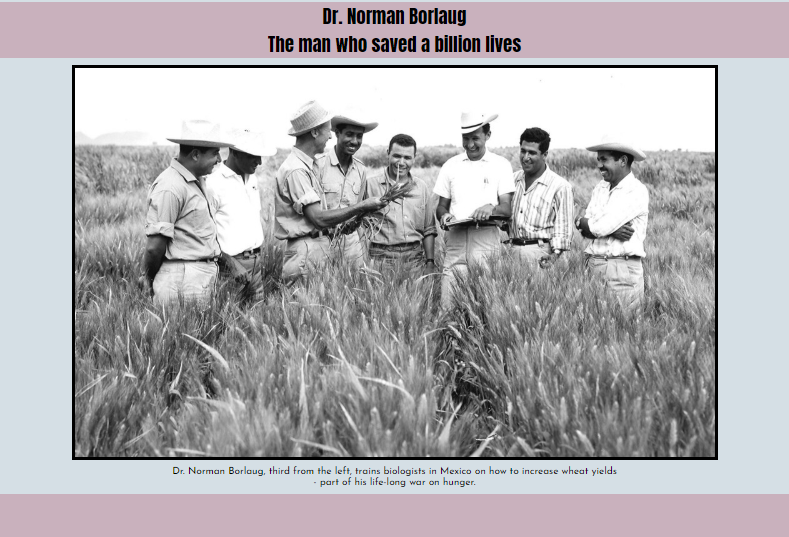 Dr. Norman Borlaug
The man who saved a billion lives
Dr. Norman Borlaug, third from the left, trains biologists in Mexico on how to increase wheat yields
- part of his life-long war on hunger.